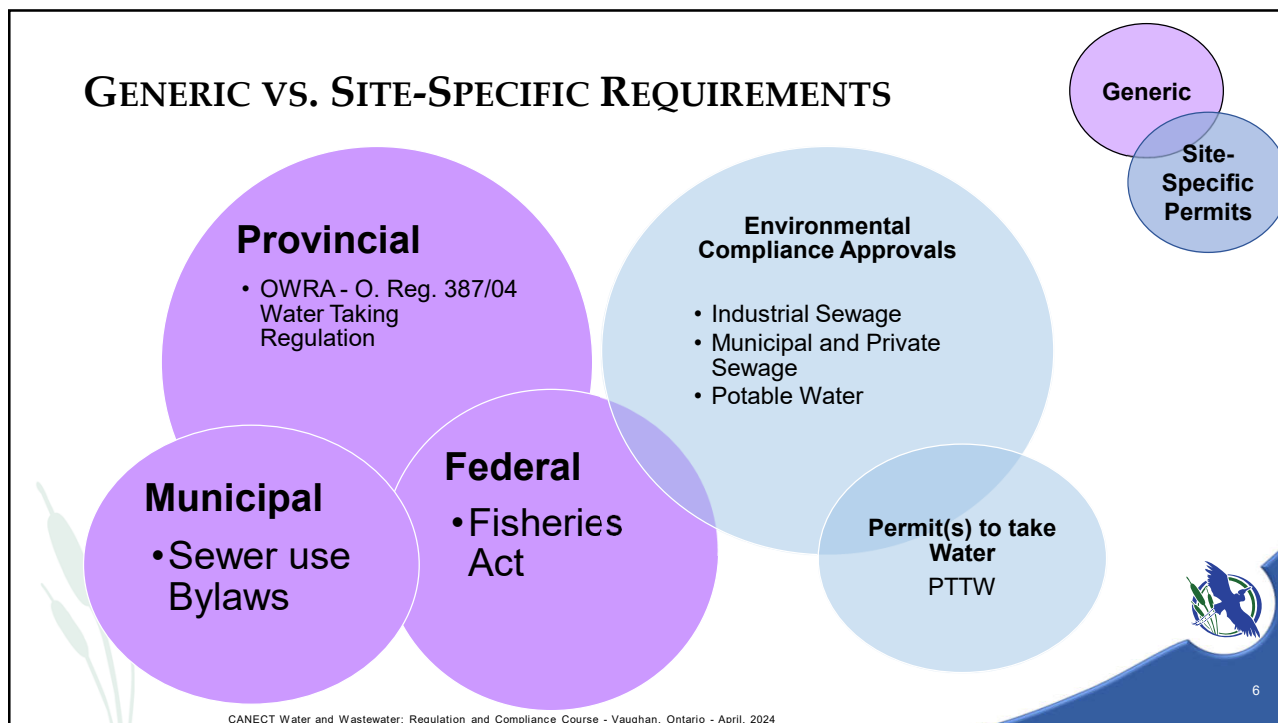 GENERIC VS. SITE-SPECIFIC REQUIREMENTS
Generic
Site-
Specific
Permits
Provincial
• OWRA - O. Reg. 387/04
Water Taking
Regulation
Municipal
•Sewer use
Bylaws
Federal
•Fisheries
Act
Environmental
Compliance Approvals
• Industrial Sewage
• Municipal and Private
Sewage
• Potable Water
Permit(s) to take
Water
PTTW
6
CANECT Water and Wastewater: Regulation and Compliance Course - Vaughan, Ontario - April, 2024